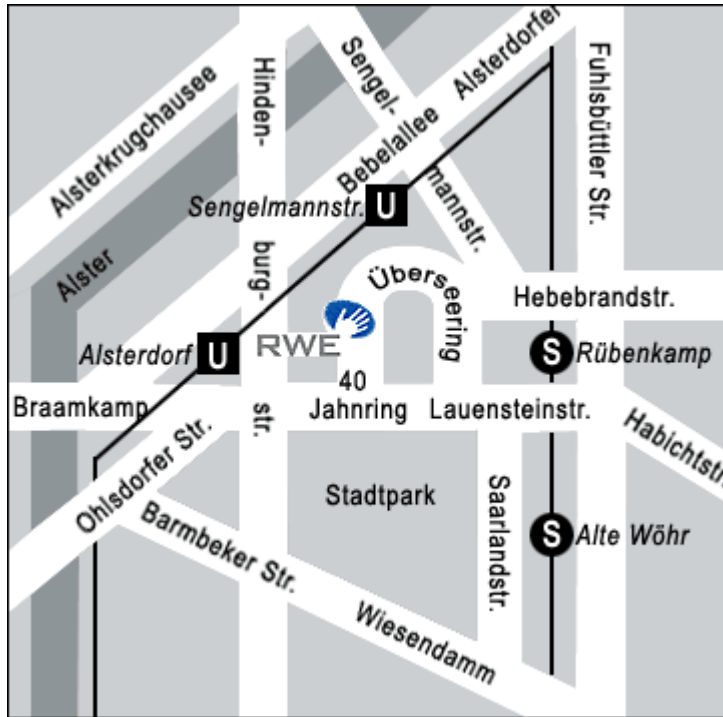 Alsterkrugchausee
Hinden-
burg-
str.
Sengel-
mannstr.
Bebelallee
Alsterdorfer
Fuhlsbüttler Str.
Sengelmannstr.
U
Alster
Überseering
Hebebrandstr.
Alsterdorf
U
RWE
S
Rübenkamp
40
Braamkamp
Jahnring
Lauensteinstr.
Habichtstr.
Ohlsdorfer Str.
Stadtpark
Saarlandstr.
Barmbeker Str.
S
Alte Wöhr
Wiesendamm